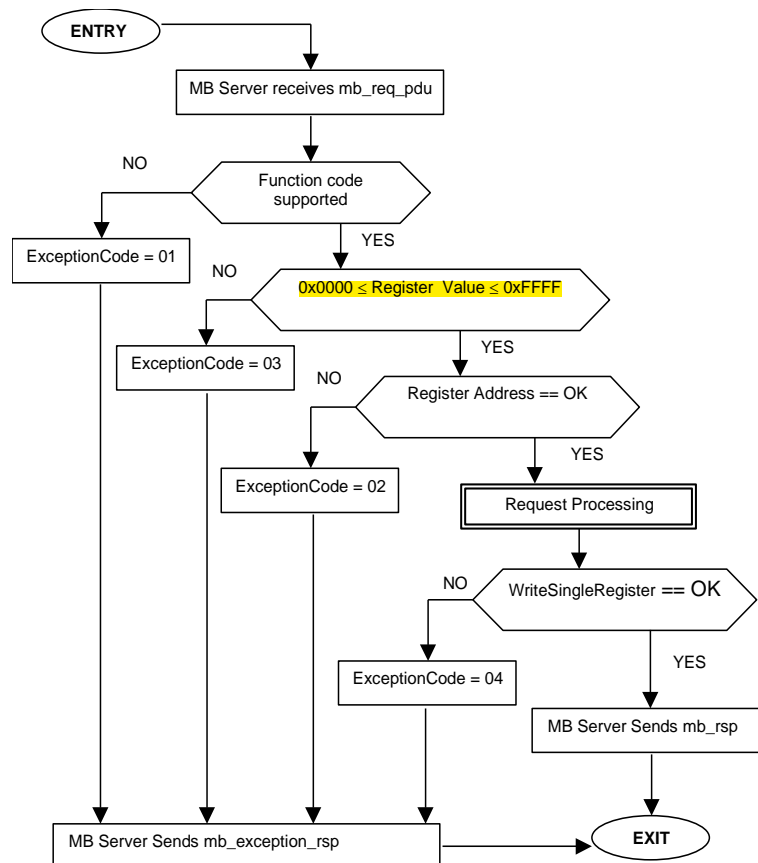 ENTRY
MB Server receives mb_req_pdu
NO
Function code
supported
YES
ExceptionCode = 01
NO
0x0000 ≤ Register Value ≤ 0xFFFF
YES
ExceptionCode = 03
NO
Register Address == OK
YES
ExceptionCode = 02
Request Processing
NO
WriteSingleRegister == OK
YES
ExceptionCode = 04
MB Server Sends mb_rsp
MB Server Sends mb_exception_rsp
EXIT